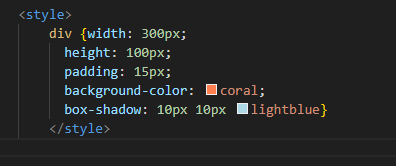 <style>
div {width: 300px;
height: 100px;
padding: 15px;
background-color: coral;
box-shadow: 10px 10px lightblue}
</style>